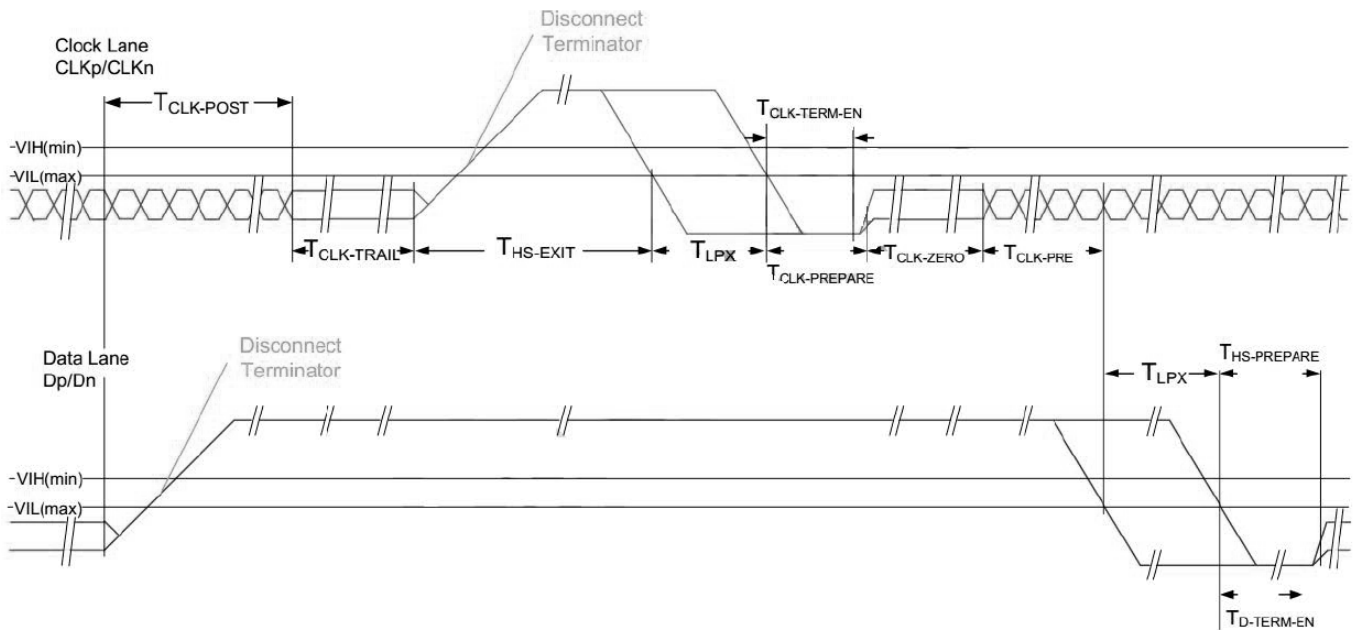 Disconnect
Terminator
Clock Lane
CLKp/CLKn
TCLK-POST
TCLK-TERM-EN
VIH(min)
VIL(max)
TCLK-TRAIL
THS-EXIT
TLPX
TCLK-PREPARE
TCLK-ZERO
TCLK-PRE
Data Lane
Dp/Dn
Disconnect
Terminator
TLPX
THS-PREPARE
VIH(min)
VIL(max)
TD-TERM-EN